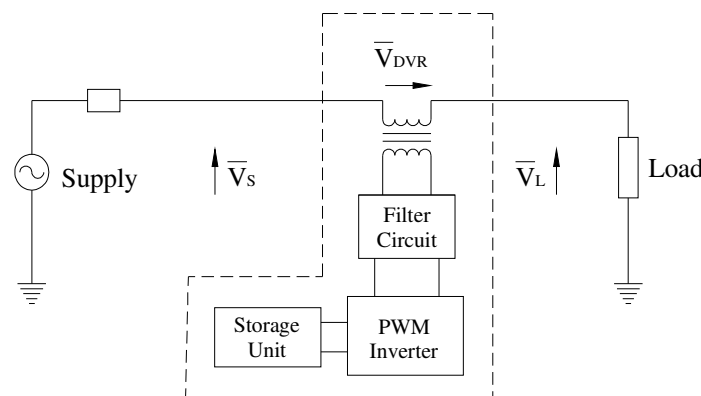 V̅DVR
Supply
V̅S
V̅L
Load
Filter
Circuit
Storage
Unit
PWM
Inverter